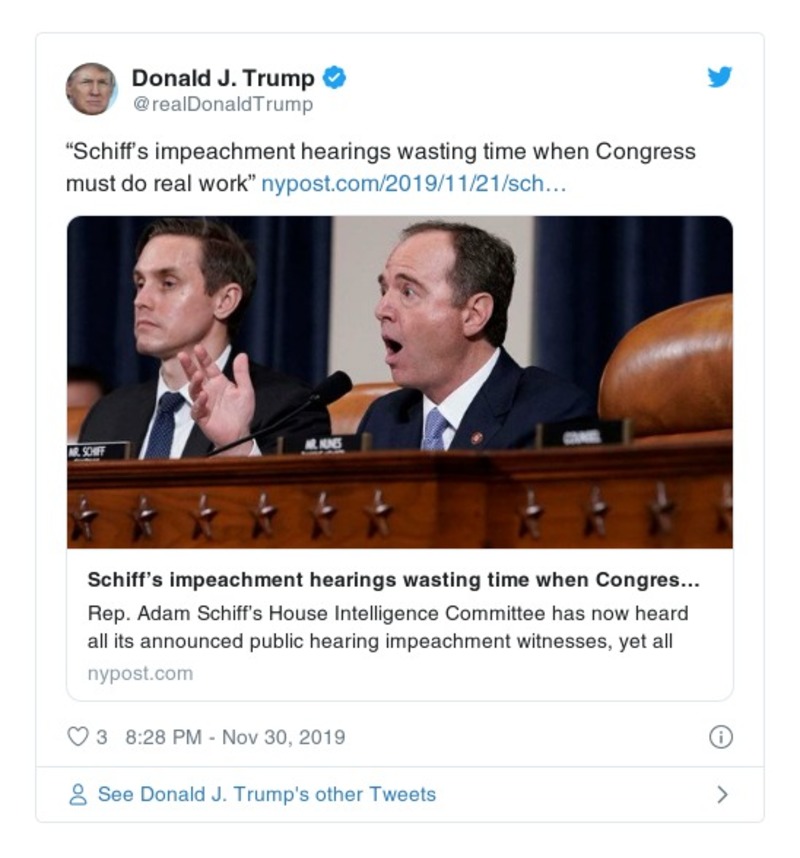 Donald J. Trump
@realDonaldTrump
“Schiff’s impeachment hearings wasting time when Congress
must do real work” nypost.com/2019/11/21/sch…
MR. SCHIFF
MR. NUNES
COUNSEL
Schiff’s impeachment hearings wasting time when Congres…
Rep. Adam Schiff’s House Intelligence Committee has now heard
all its announced public hearing impeachment witnesses, yet all
nypost.com
3 8:28 PM - Nov 30, 2019
See Donald J. Trump's other Tweets